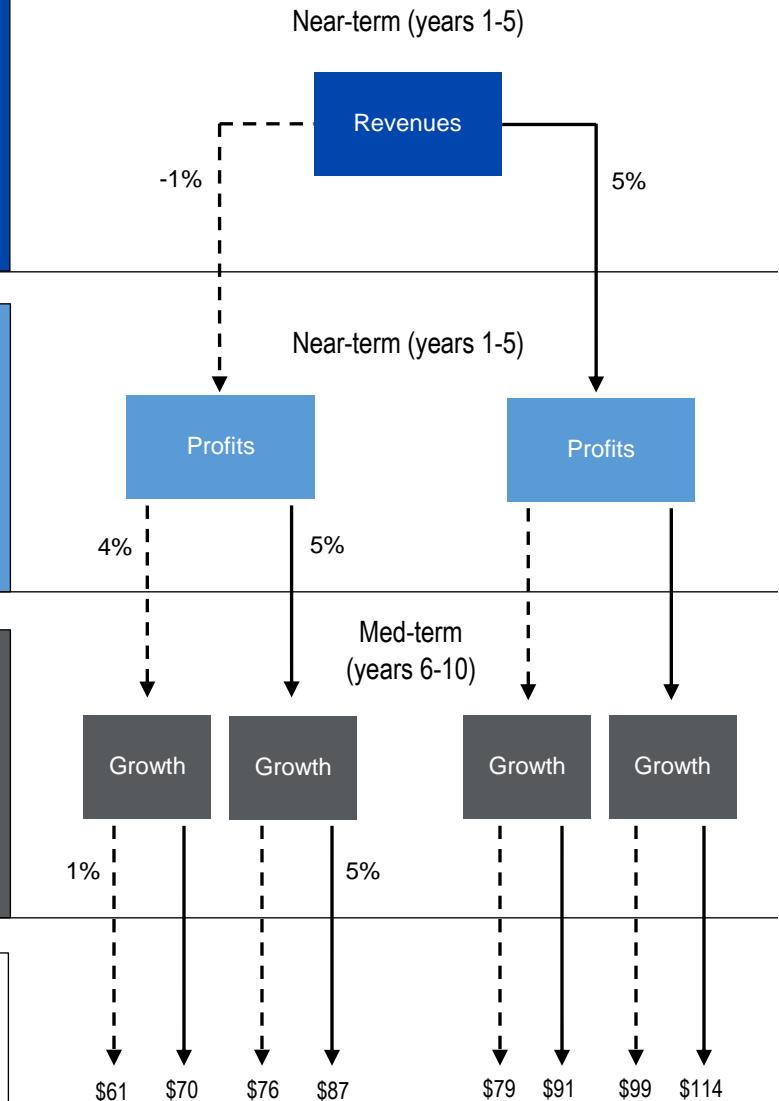 Near-term (years 1-5)
Revenues
-1%
5%
Near-term (years 1-5)
Profits
Profits
4%
5%
Med-term
(years 6-10)
Growth
Growth
Growth
Growth
1%
5%
$61
$70
$76
$87
$79
$91
$99
$114